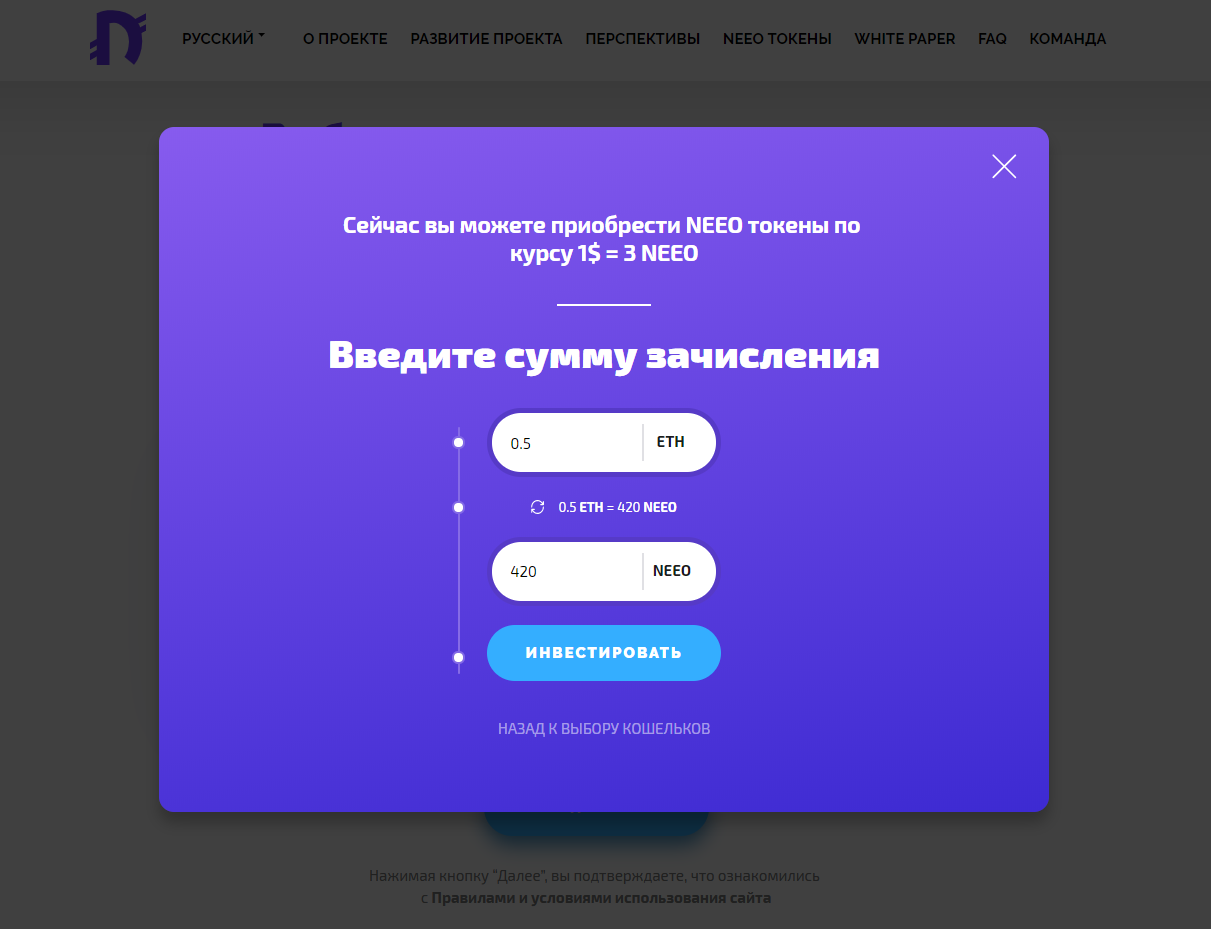 РУССКИЙ О ПРОЕКТЕ РАЗВИТИЕ ПРОЕКТА ПЕРСПЕКТИВЫ NEEO ТОКЕНЫ WHITE PAPER FAQ КОМАНДА
Сейчас вы можете приобрести NEEO токены по
курсу 1$ = 3 NEEO
Введите сумму зачисления
0.5 ETH
0.5 ETH = 420 NEEO
420 NEEO
ИНВЕСТИРОВАТЬ
НАЗАД К ВЫБОРУ КОШЕЛЬКОВ
Нажимая кнопку "Далее", вы подтверждаете, что ознакомились
с Правилами и условиями использования сайта